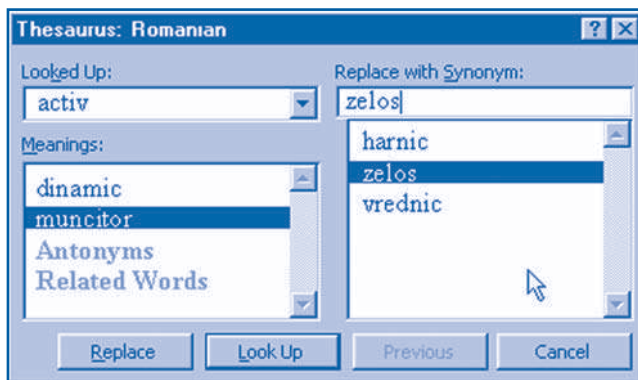 Thesaurus: Romanian
Looked Up:
activ
Meanings:
dinamic
muncitor
Antonyms
Related Words
Replace with Synonym:
zelos
harnic
zelos
vrednic
Replace
Look Up
Previous
Cancel